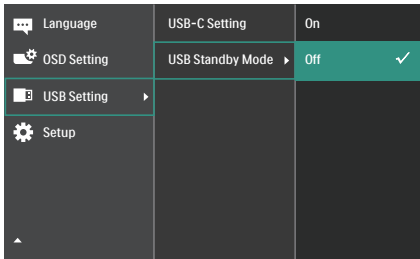 Language
OSD Setting
USB Setting
Setup
USB-C Setting
USB Standby Mode
On
Off